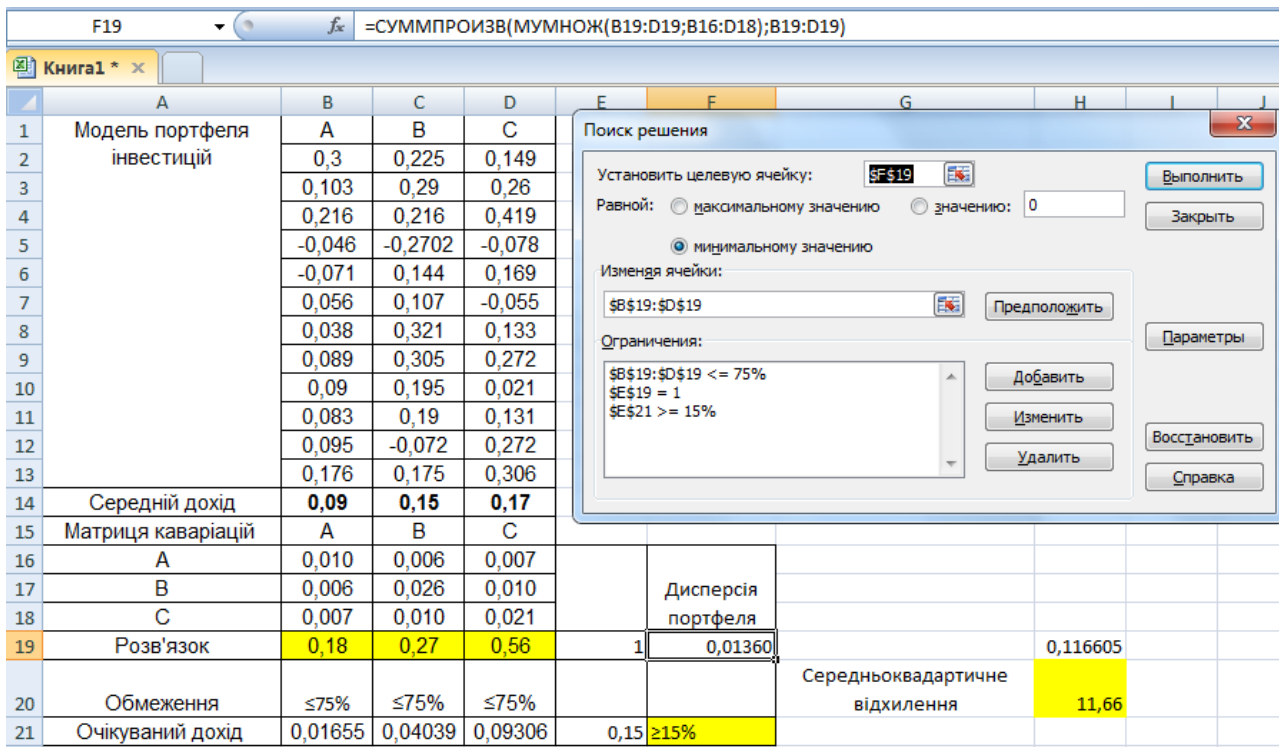 F19 fx =СУММПРОИЗВ(МУМНОЖ(B19:D19;B16:D18);B19:D19)
Книга1 *
A B C D E F G H I J
1 Модель портфеля A B C
2 інвестицій 0,3 0,225 0,149
3 0,103 0,29 0,26
4 0,216 0,216 0,419
5 -0,046 -0,2702 -0,078
6 -0,071 0,144 0,169
7 0,056 0,107 -0,055
8 0,038 0,321 0,133
9 0,089 0,305 0,272
10 0,09 0,195 0,021
11 0,083 0,19 0,131
12 0,095 -0,072 0,272
13 0,176 0,175 0,306
14 Середній дохід 0,09 0,15 0,17
15 Матриця каваріацій A B C
16 A 0,010 0,006 0,007
17 B 0,006 0,026 0,010 Дисперсія
18 C 0,007 0,010 0,021 портфеля
19 Розв'язок 0,18 0,27 0,56 1 0,01360 0,116605
Середньоквадартичне
20 Обмеження ≤75% ≤75% ≤75% відхилення 11,66
21 Очікуваний дохід 0,01655 0,04039 0,09306 0,15 ≥15%
Поиск решения
Установить целевую ячейку: $F$19 Выполнить
Равной: максимальному значению значению: 0 Закрыть
минимальному значению
Изменяя ячейки:
$B$19:$D$19 Предположить
Параметры
Ограничения:
$B$19:$D$19 <= 75% Добавить
$E$19 = 1
$E$21 >= 15%
Изменить
Восстановить
Удалить
Справка